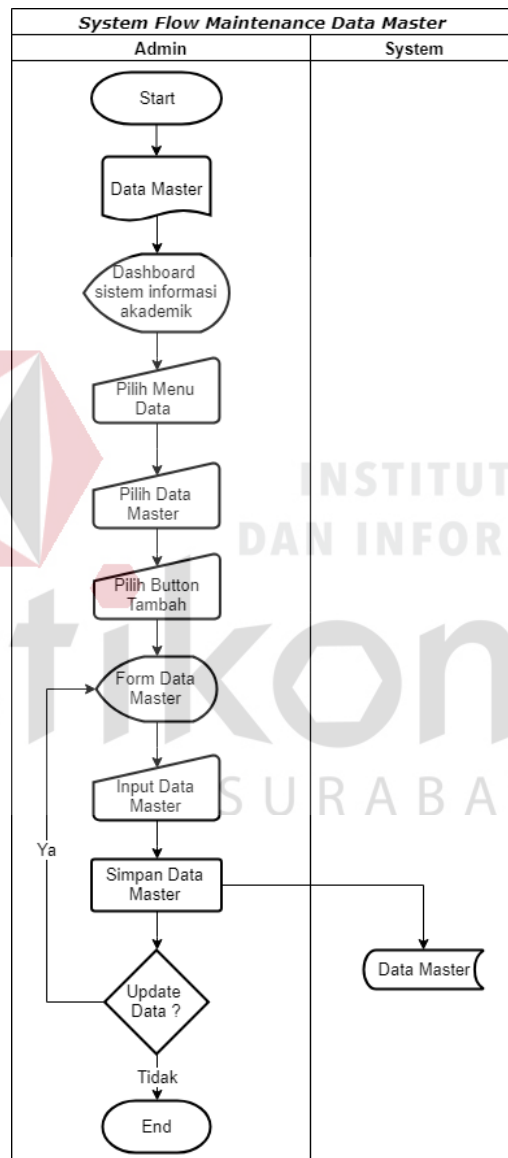 System Flow Maintenance Data Master
Admin
System
Start
Data Master
Dashboard
sistem informasi
akademik
Pilih Menu
Data
Pilih Data
Master
INSTITUT
DAN INFOR
Pilih Button
Tambah
tikom
Form Data
Master
Input Data
Master
SURABA
Ya
Simpan Data
Master
Data Master
Update
Data ?
Tidak
End